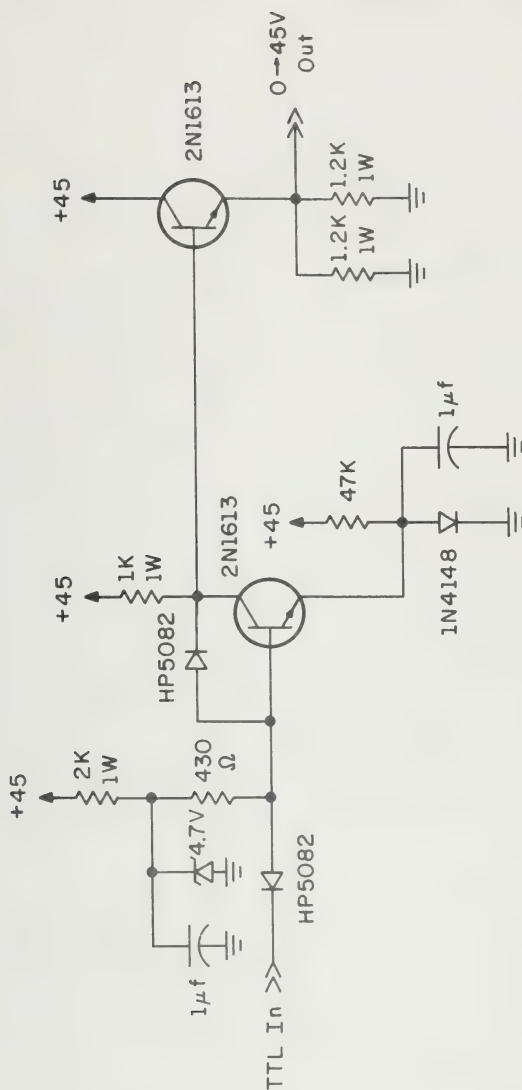 +45
2K
1W
4.7V
430
Ω
1μf
TTL In
HP5082
+45
1K
1W
HP5082
2N1613
+45
47K
1N4148
1μf
+45
2N1613
0→45V
Out
1.2K
1W
1.2K
1W